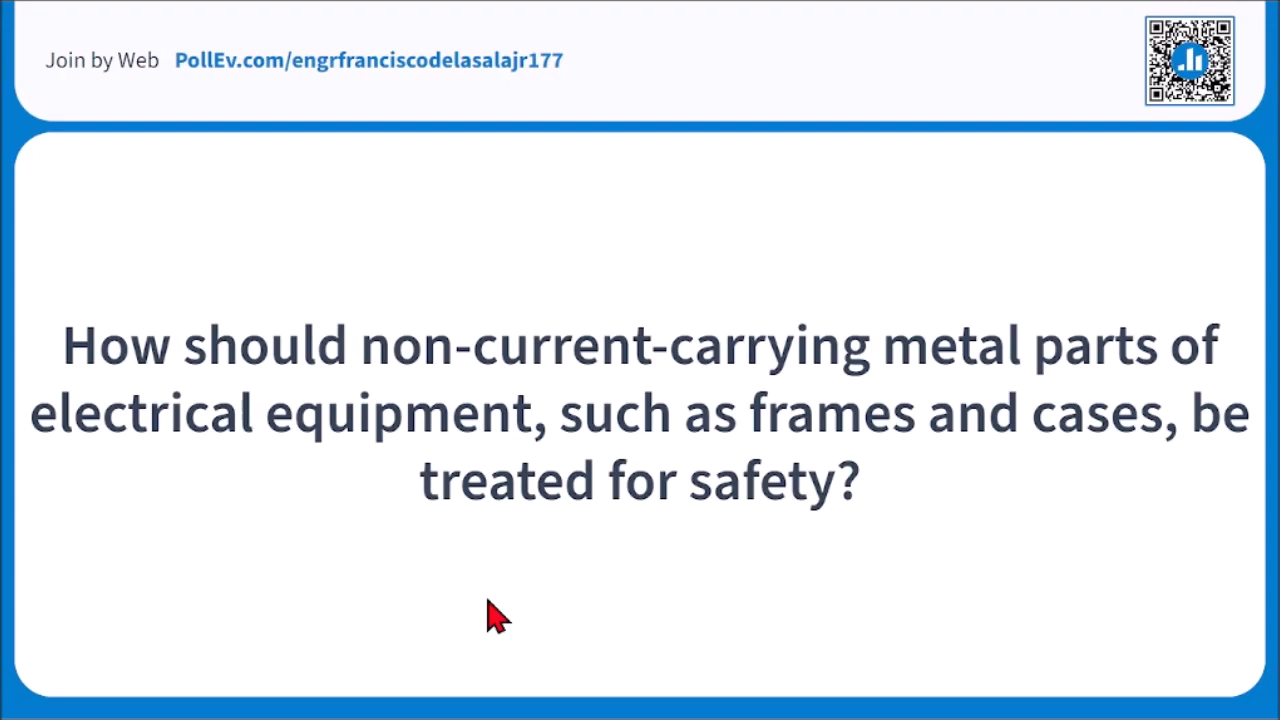 Join by Web PollEv.com/engrfranciscodelasalajr177
How should non-current-carrying metal parts of
electrical equipment, such as frames and cases, be
treated for safety?